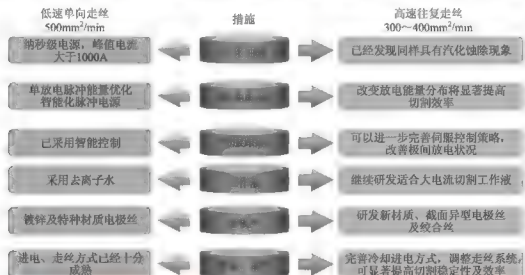 低速单向走丝
500mm²/min
措施
高速往复走丝
300～400mm²/min
纳秒级电源，峰值电流
大于1000A
已经发现同样具有汽化蚀除现象
单放电脉冲能量优化
智能化脉冲电源
改变放电能量分布将显著提高
切割效率
已采用智能控制
可以进一步完善伺服控制策略，
改善极间放电状况
采用去离子水
继续研发适合大电流切割工作液
镀锌及特种材质电极丝
研发新材质、截面异型电极丝
及绞合丝
进电、走丝方式已经十分
成熟
完善冷却进电方式，调整走丝系统，
可显著提高切割稳定性及效率